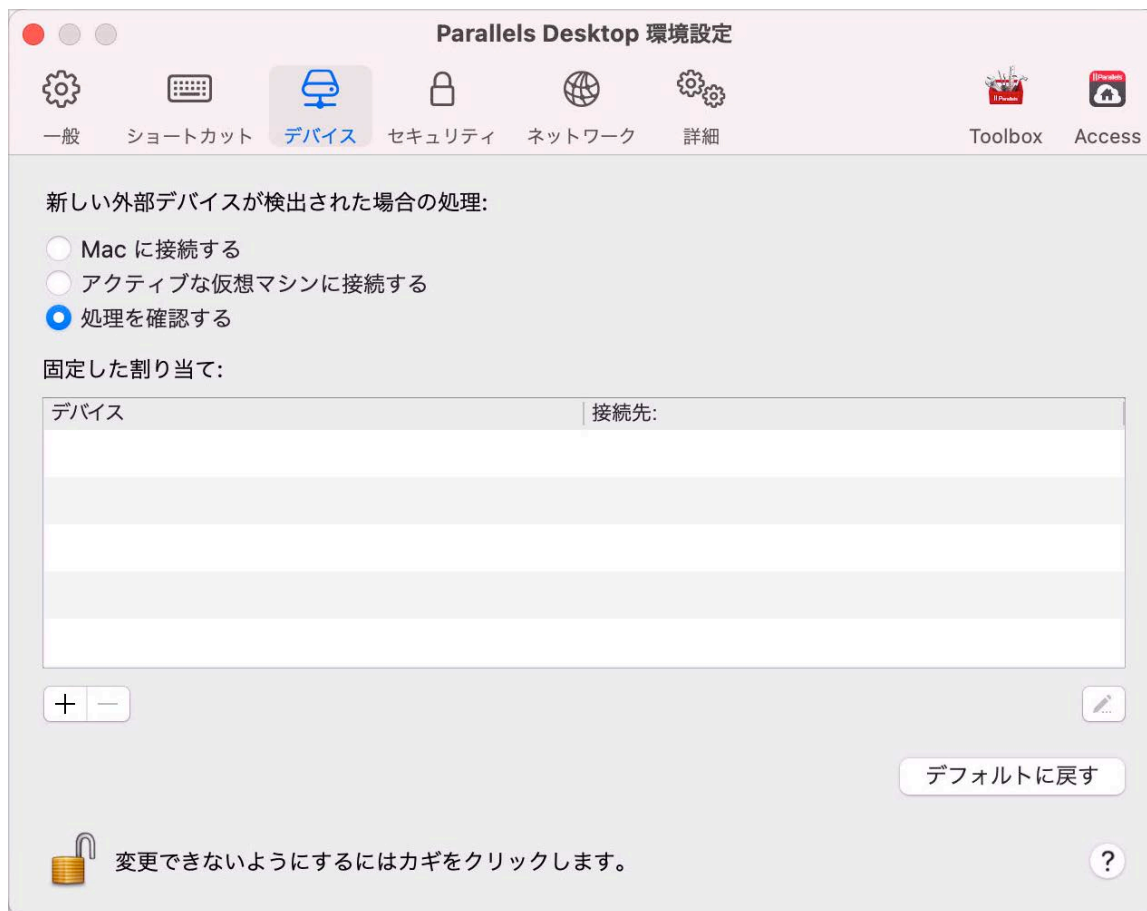 Parallels Desktop 環境設定
一般 ショートカット デバイス セキュリティ ネットワーク 詳細 Toolbox Access
新しい外部デバイスが検出された場合の処理:
Mac に接続する
アクティブな仮想マシンに接続する
処理を確認する
固定した割り当て:
デバイス 接続先:
デフォルトに戻す
変更できないようにするにはカギをクリックします。
?